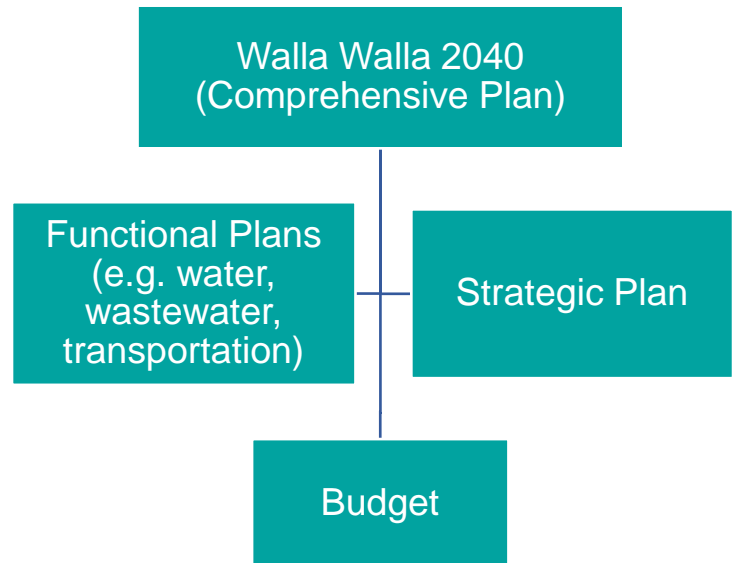 Walla Walla 2040
(Comprehensive Plan)
Functional Plans
(e.g. water,
wastewater,
transportation)
Strategic Plan
Budget